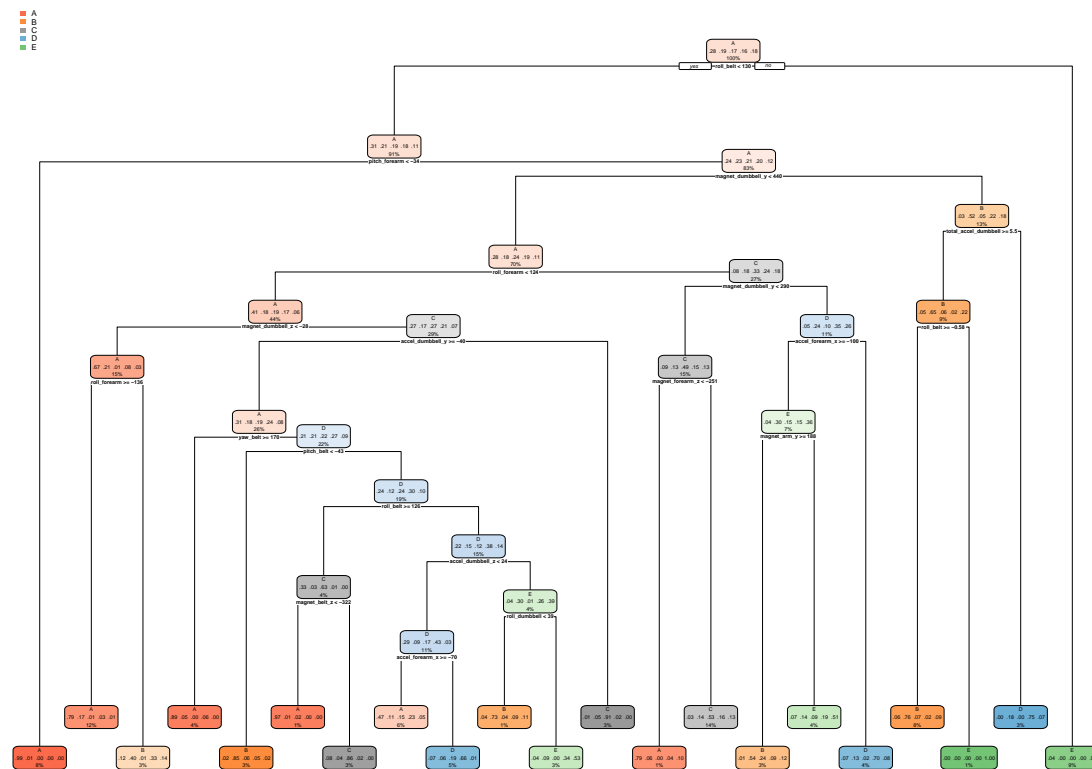 A
B
C
D
E
A
.28 .19 .17 .16 .18
100%
yes
roll_belt < 130
no
A
.31 .21 .19 .18 .11
91%
pitch_forearm < −34
A
.24 .23 .21 .20 .12
83%
magnet_dumbbell_y < 440
B
.03 .52 .05 .22 .18
13%
total_accel_dumbbell >= 5.5
A
.28 .18 .24 .19 .11
70%
roll_forearm < 124
C
.08 .18 .33 .24 .18
27%
magnet_dumbbell_y < 290
A
.41 .18 .19 .17 .06
44%
magnet_dumbbell_z < −28
B
.05 .65 .06 .02 .22
9%
roll_belt >= −0.58
C
.27 .17 .27 .21 .07
28%
accel_dumbbell_y >= −40
D
.05 .24 .10 .35 .26
11%
accel_forearm_x >= −100
A
.67 .21 .01 .08 .03
15%
roll_forearm >= −136
C
.09 .13 .49 .15 .13
15%
magnet_forearm_z < −251
A
.31 .18 .19 .24 .08
26%
yaw_belt >= 170
E
.04 .30 .15 .15 .36
7%
magnet_arm_y >= 188
D
.21 .21 .22 .27 .09
22%
pitch_belt < −43
D
.24 .12 .24 .30 .10
19%
roll_belt >= 126
D
.22 .15 .12 .38 .14
15%
accel_dumbbell_z < 24
C
.33 .03 .63 .01 .00
4%
magnet_belt_z < −322
E
.04 .30 .01 .26 .39
4%
roll_dumbbell < 39
D
.29 .09 .17 .43 .03
11%
accel_forearm_x >= −79
A
.79 .17 .01 .03 .01
12%
A
.89 .05 .00 .06 .00
4%
A
.97 .01 .02 .00 .00
1%
A
.47 .11 .15 .23 .05
6%
B
.04 .73 .04 .09 .11
1%
C
.01 .05 .91 .02 .00
3%
C
.03 .14 .53 .16 .13
14%
E
.07 .14 .09 .19 .51
4%
B
.06 .76 .07 .02 .09
8%
D
.00 .18 .00 .75 .07
3%
A
.99 .01 .00 .00 .00
8%
B
.12 .40 .01 .33 .14
3%
B
.02 .85 .06 .05 .02
3%
C
.08 .04 .86 .02 .00
3%
D
.07 .06 .19 .66 .01
5%
E
.04 .09 .00 .34 .53
3%
A
.79 .06 .00 .04 .10
1%
B
.01 .54 .24 .09 .12
3%
D
.07 .13 .02 .70 .08
4%
E
.00 .00 .00 .00 1.00
1%
E
.04 .00 .00 .0